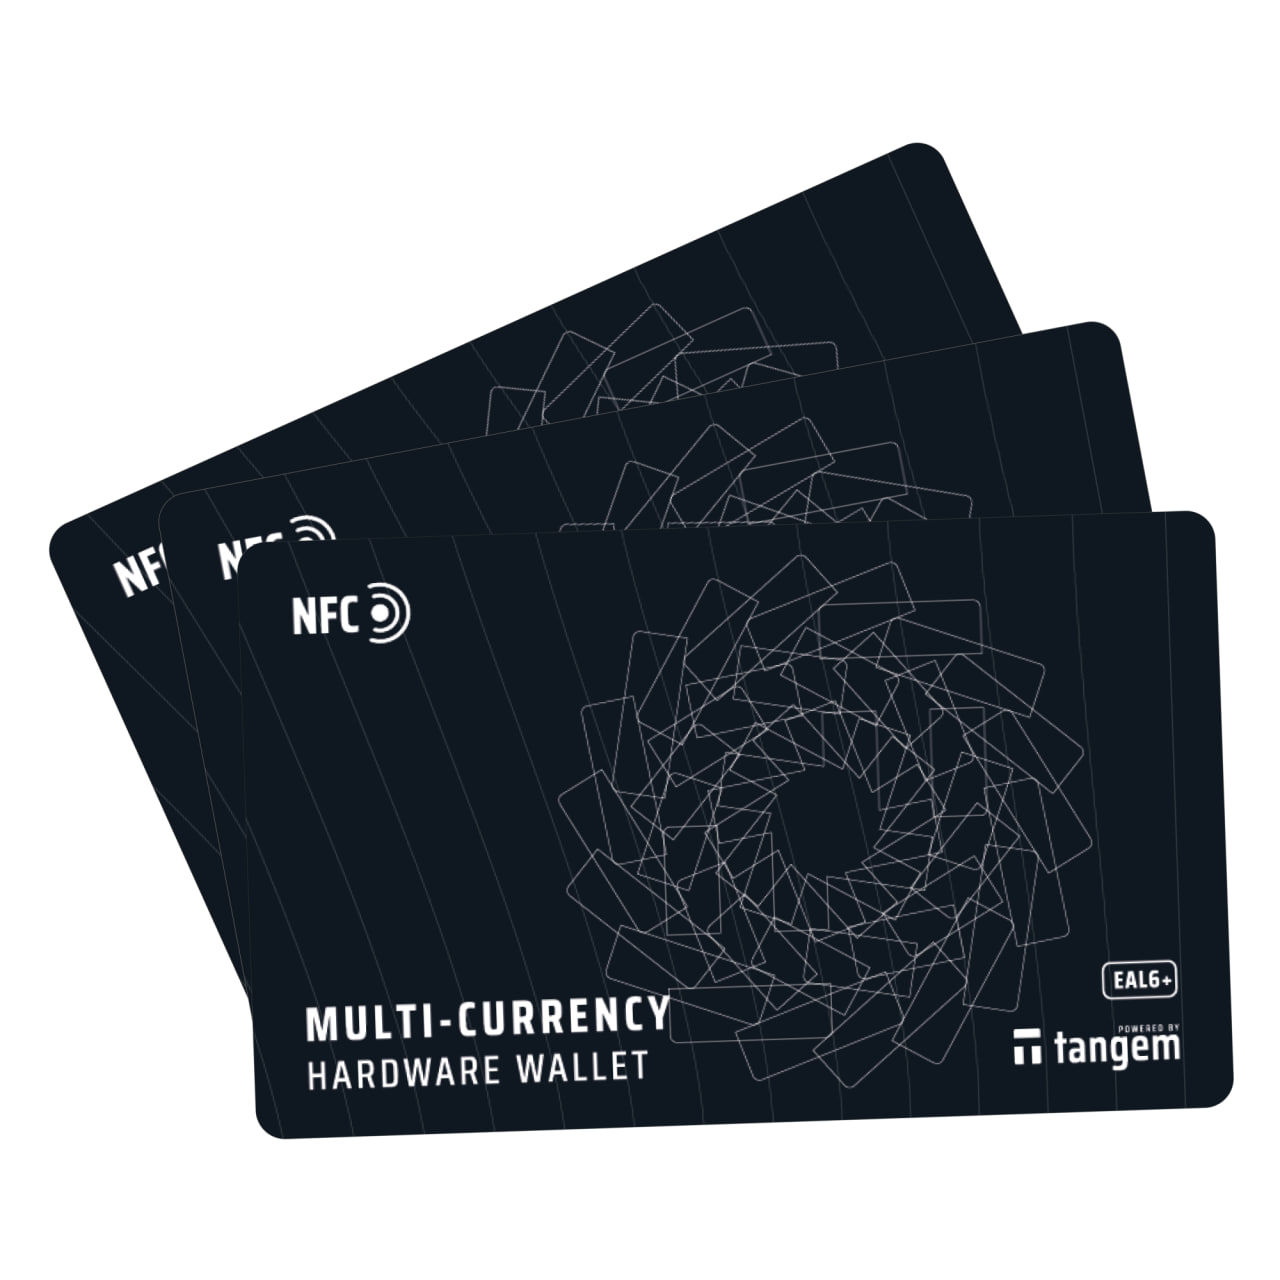 NFC
NFC
NFC
MULTI-CURRENCY
HARDWARE WALLET
EAL6+
POWERED BY
tangem